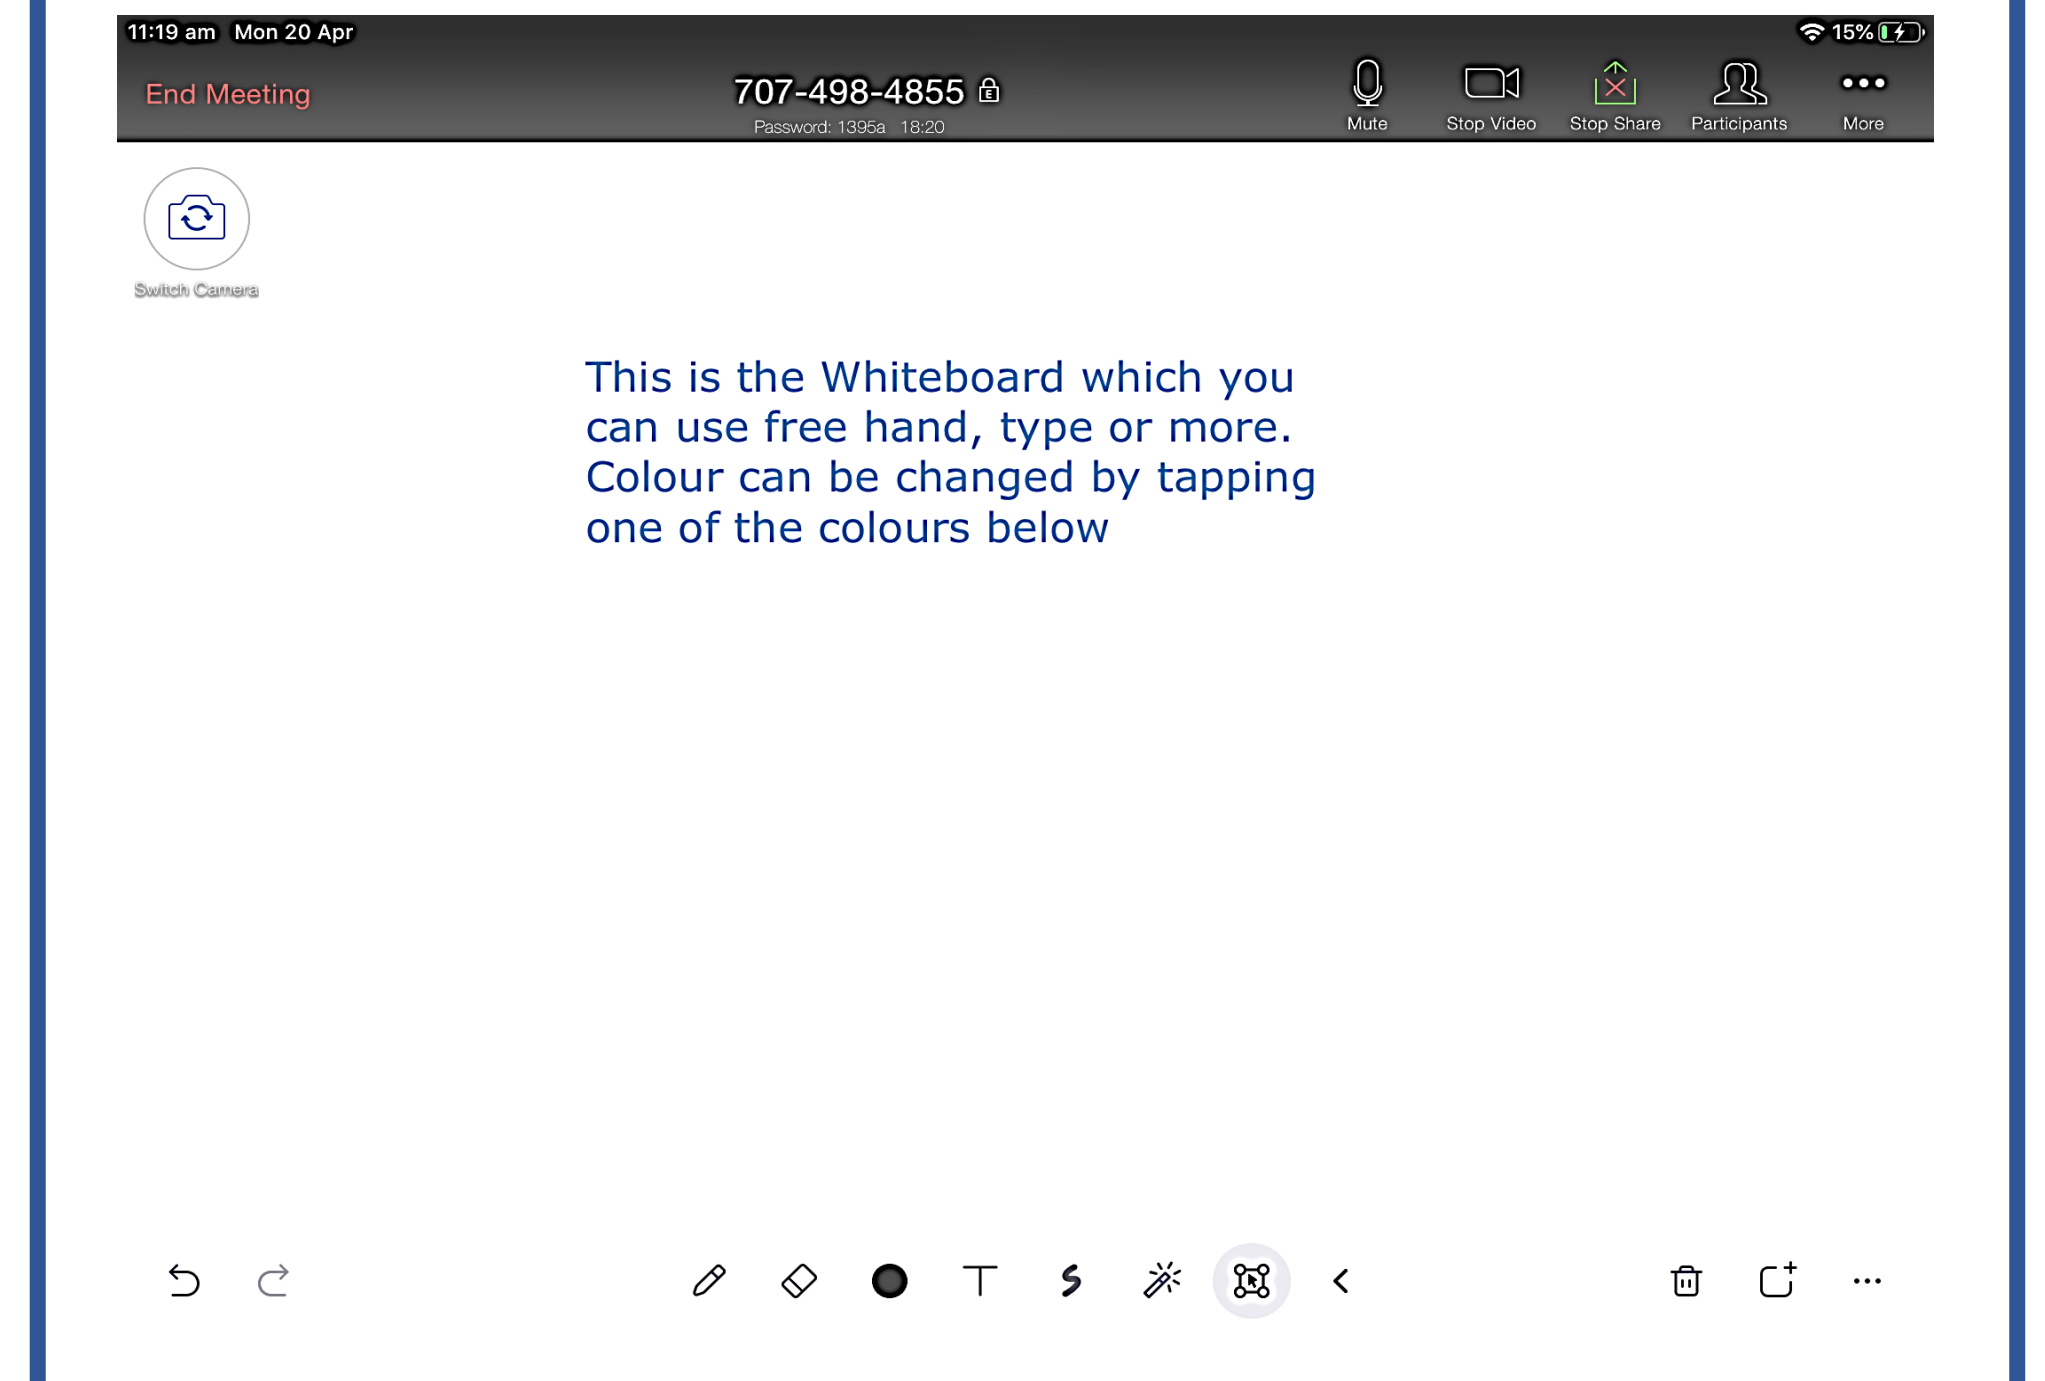 11:19 am Mon 20 Apr
15%
End Meeting
707-498-4855
Password: 1395a 18:20
Mute
Stop Video
Stop Share
Participants
More
Switch Camera
This is the Whiteboard which you
can use free hand, type or more.
Colour can be changed by tapping
one of the colours below